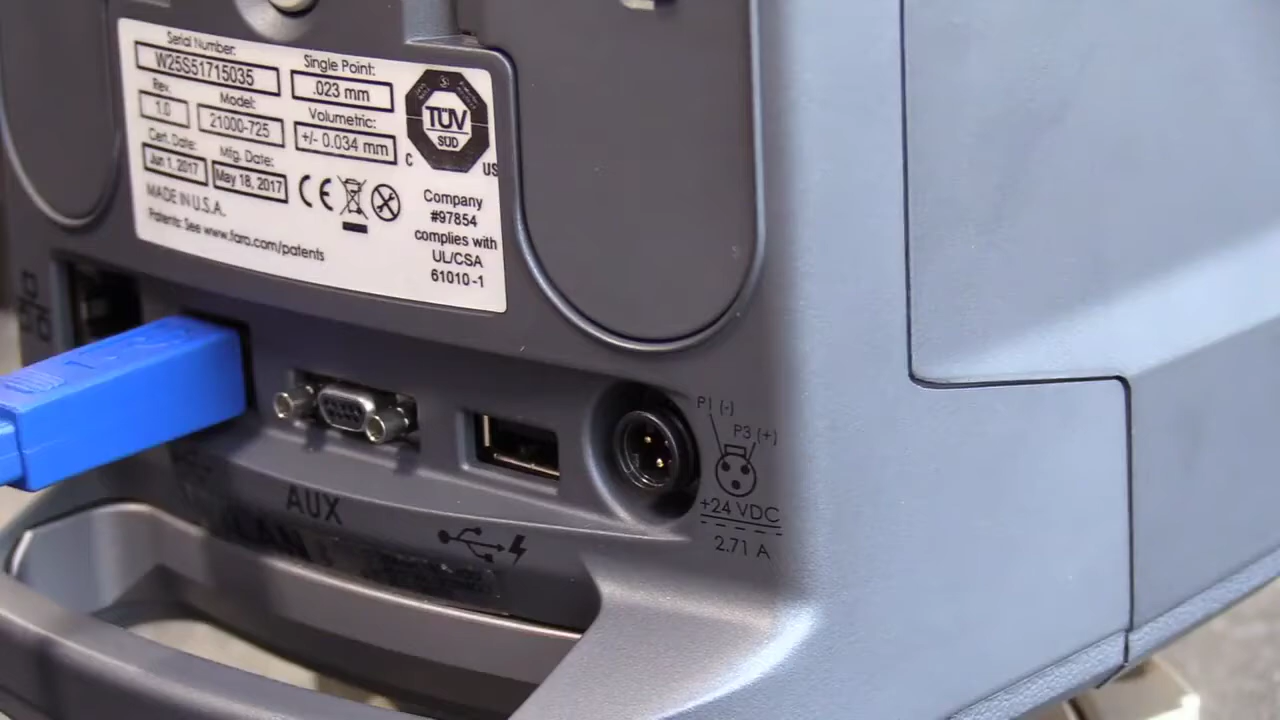 Serial Number:
W25S51715035
Single Point:
.023 mm
Rev.
1.0
Model:
21000-725
Volumetric:
+/- 0.034 mm
Cert. Date:
Jun 1, 2017
Mfg. Date:
May 18, 2017
MADE IN U.S.A.
Patents: See www.faro.com/patents
TÜV
SÜD
C
US
CE
Company
#97854
complies with
UL/CSA
61010-1
P1 (-)
P3 (+)
+24 VDC
2.71 A
AUX